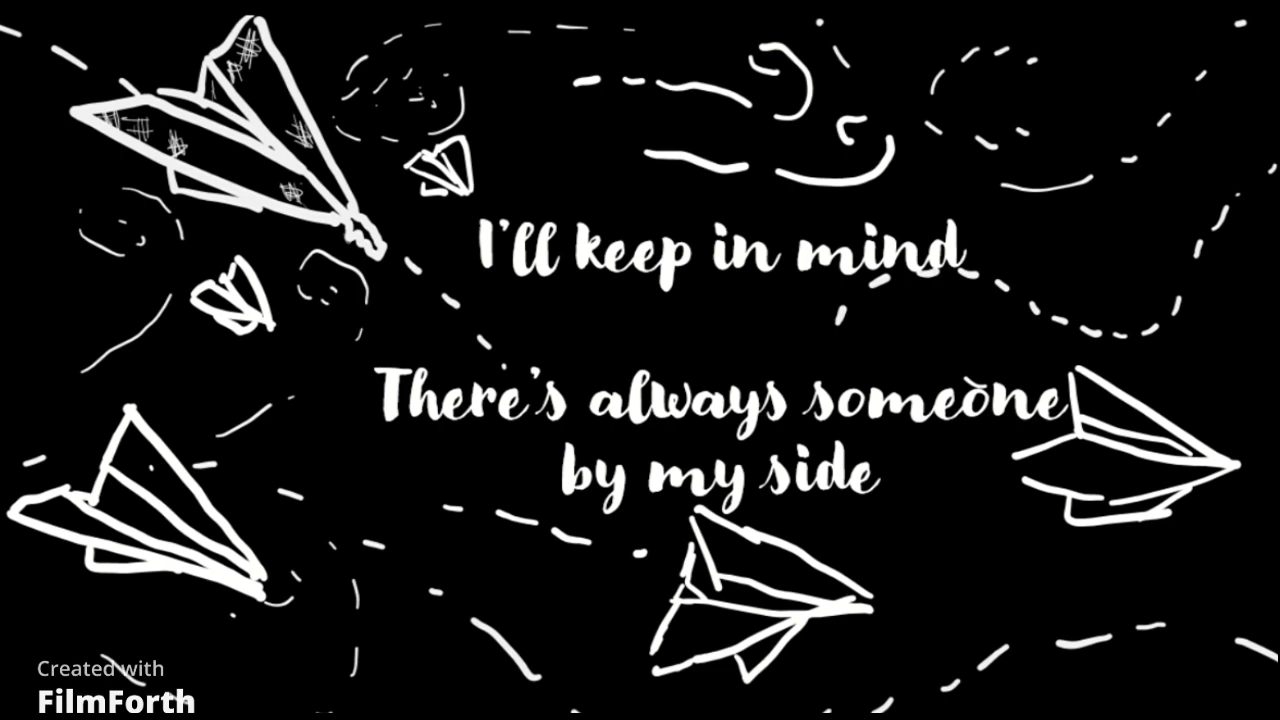 I'll keep in mind
There's always someone
by my side
Created with
FilmForth